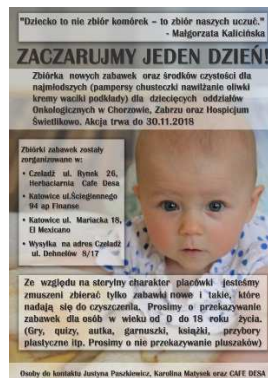 "Dziecko to nie zbiór komórek – to zbiór naszych uczuć."
- Małgorzata Kalicińska
ZACZARUJMY JEDEN DZIEŃ!
Zbiórka nowych zabawek oraz środków czystości dla
najmłodszych (pampersy chusteczki nawilżane oliwki
kremy waciki podkłady) dla dziecięcych oddziałów
Onkologicznych w Chorzowie, Zabrzu oraz Hospicjum
Świetlikowo. Akcja trwa do 30.11.2018
Zbiórki zabawek zostały
zorganizowane w:
• Czeladź ul. Rynek 26,
Herbaciarnia Cafe Desa
• Katowice ul.Ściegiennego
94 ap Finanse
• Katowice ul. Mariacka 18,
El Mexicano
• Wysyłka na adres Czeladź
ul. Dehnelów 8/17
Ze względu na sterylny charakter placówki jesteśmy
zmuszeni zbierać tylko zabawki nowe i takie, które
nadają się do czyszczenia. Prosimy o przekazywanie
zabawek dla osób w wieku od 0 do 18 roku życia.
(Gry, quizy, autka, garnuszki, książki, przybory
plastyczne itp. Prosimy o nie przekazywanie pluszaków)
Osoby do kontaktu Justyna Paszkiewicz, Karolina Matysek oraz CAFE DESA